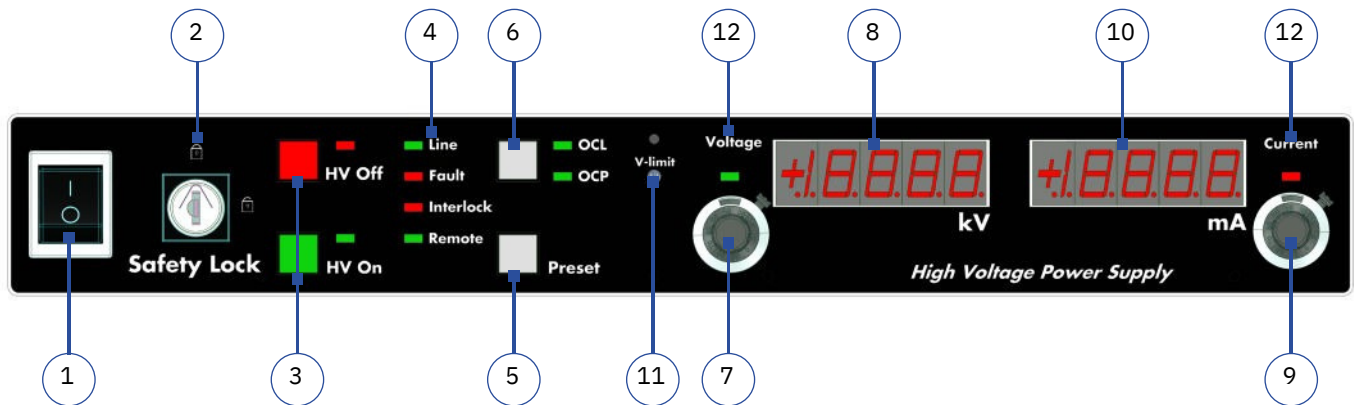 2
4
6
12
8
10
12
Line
OCL
Voltage
Current
HV Off
Fault
OCP
V-limit
+1.8.8.8.8.
+1.8.8.8.8.
Interlock
kV
mA
Remote
Safety Lock
HV On
Preset
High Voltage Power Supply
1
3
5
11
7
9